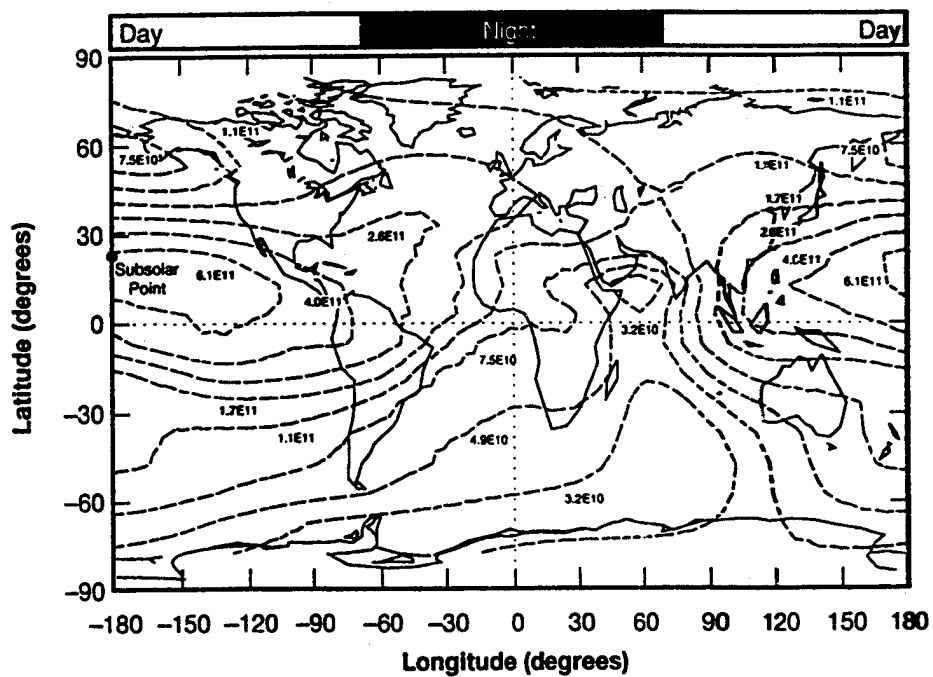 Day Night Day
90
60
30
0
−30
−60
−90
Latitude (degrees)
1.1E11
1.1E11
7.5E10
7.5E10
1.7E11
2.6E11
2.6E11
4.0E11
Subsolar
Point
6.1E11
6.1E11
4.0E11
3.2E10
7.5E10
1.7E11
1.1E11
4.9E10
3.2E10
−180 −150 −120 −90 −60 −30 0 30 60 90 120 150 180
Longitude (degrees)